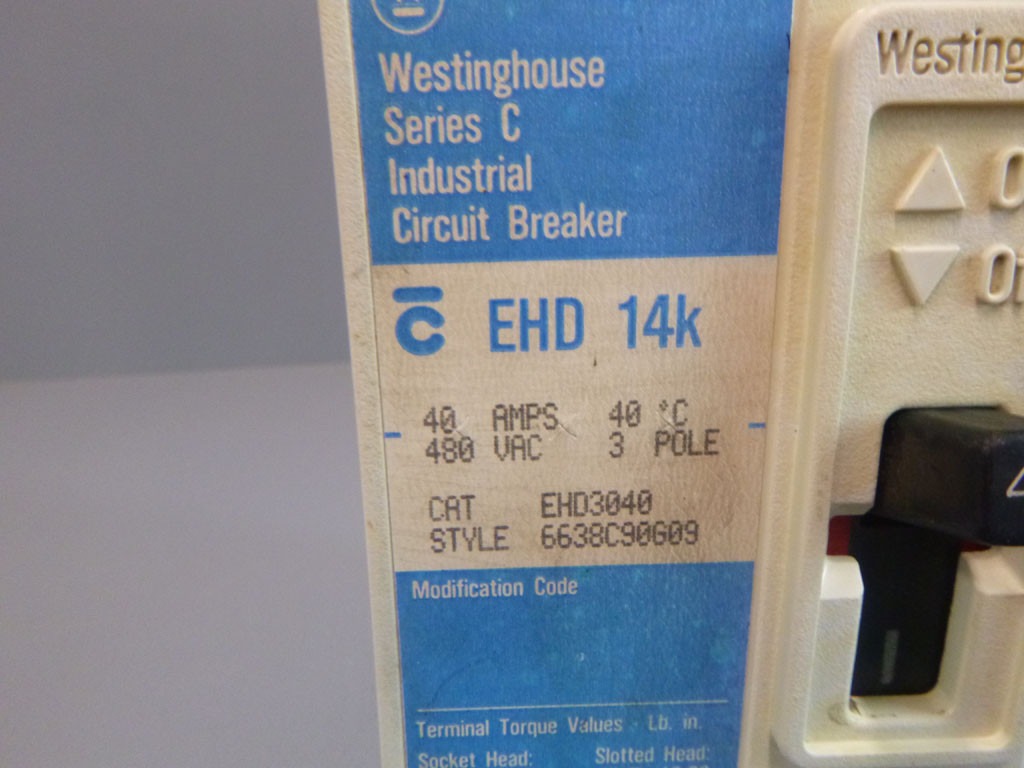 Westinghouse
Series C
Industrial
Circuit Breaker
C EHD 14k
40 AMPS 40 °C
480 VAC 3 POLE
CAT EHD3040
STYLE 6638C90G09
Modification Code
Terminal Torque Values - Lb. in.
Socket Head: Slotted Head:
Westing
O